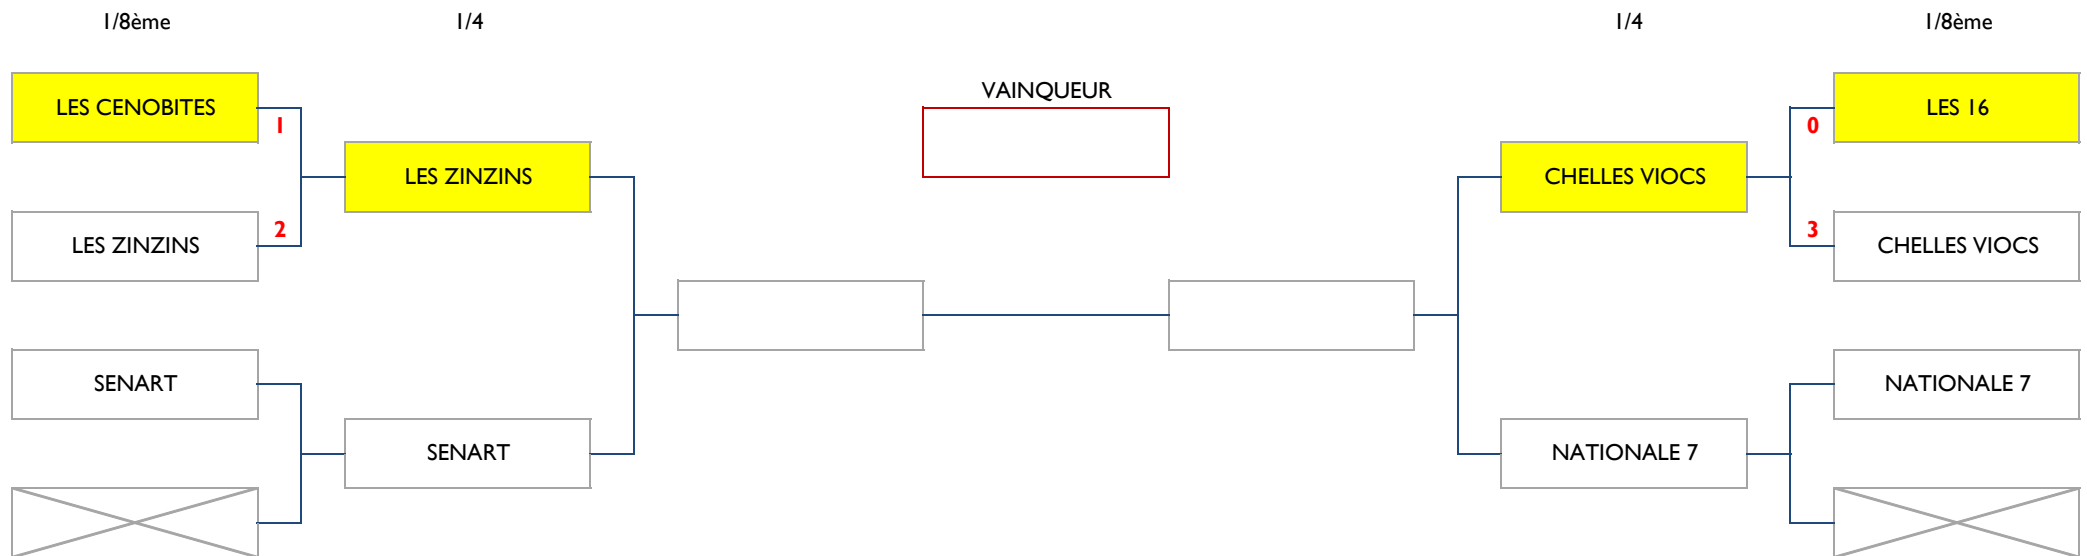 1/8ème
1/4
1/4
1/8ème
VAINQUEUR
LES CENOBITES
1
LES ZINZINS
2
LES ZINZINS
SENART
SENART
CHELLES VIOCS
0
LES 16
3
CHELLES VIOCS
NATIONALE 7
NATIONALE 7